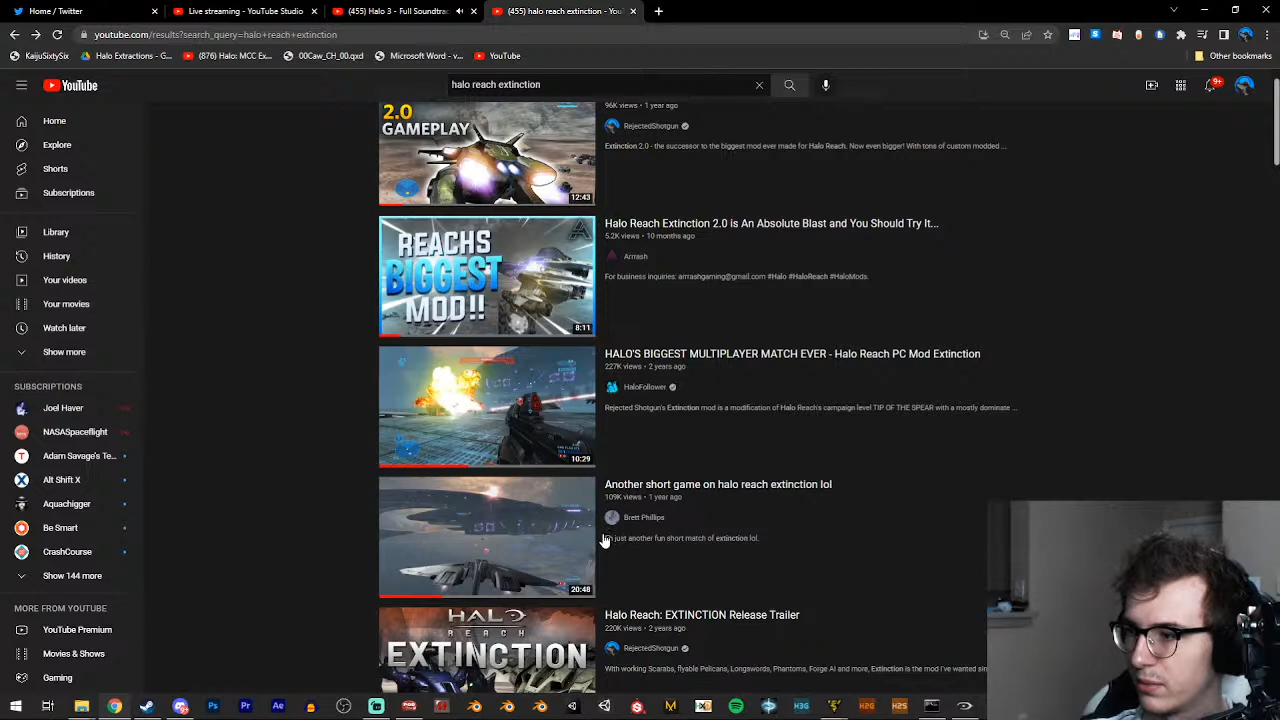 Home / Twitter
Live streaming - YouTube Studio
(455) Halo 3 - Full Soundtrac
(455) halo reach extinction - You
youtube.com/results?search_query=halo+reach+extinction
KaijuSixtySix
Halo Extractions - G...
(876) Halo: MCC Ex...
00Caw_CH_00.qxd
Microsoft Word - v...
YouTube
Other bookmarks
YouTube
halo reach extinction
9+
Home
Explore
Shorts
Subscriptions
Library
History
Your videos
Your movies
Watch later
Show more
SUBSCRIPTIONS
Joel Haver
NASASpaceflight
Adam Savage's Te...
Alt Shift X
Aquachigger
Be Smart
CrashCourse
Show 144 more
MORE FROM YOUTUBE
YouTube Premium
Movies & Shows
Gaming
2.0
GAMEPLAY
12:43
96K views • 1 year ago
RejectedShotgun
Extinction 2.0 - the successor to the biggest mod ever made for Halo Reach. Now even bigger! With tons of custom modded ...
REACHS
BIGGEST
MOD!!
8:11
Halo Reach Extinction 2.0 is An Absolute Blast and You Should Try It...
5.2K views • 10 months ago
Arrrash
For business inquiries: arrrashgaming@gmail.com #Halo #HaloReach #HaloMods.
10:29
HALO'S BIGGEST MULTIPLAYER MATCH EVER - Halo Reach PC Mod Extinction
227K views • 2 years ago
HaloFollower
Rejected Shotgun's Extinction mod is a modification of Halo Reach's campaign level TIP OF THE SPEAR with a mostly dominate ...
20:48
Another short game on halo reach extinction lol
109K views • 1 year ago
Brett Phillips
just another fun short match of extinction lol.
HALO
REACH
EXTINCTION
Halo Reach: EXTINCTION Release Trailer
220K views • 2 years ago
RejectedShotgun
With working Scarabs, flyable Pelicans, Longswords, Phantoms, Forge AI and more, Extinction is the mod I've wanted
H3G
H2G
H2S